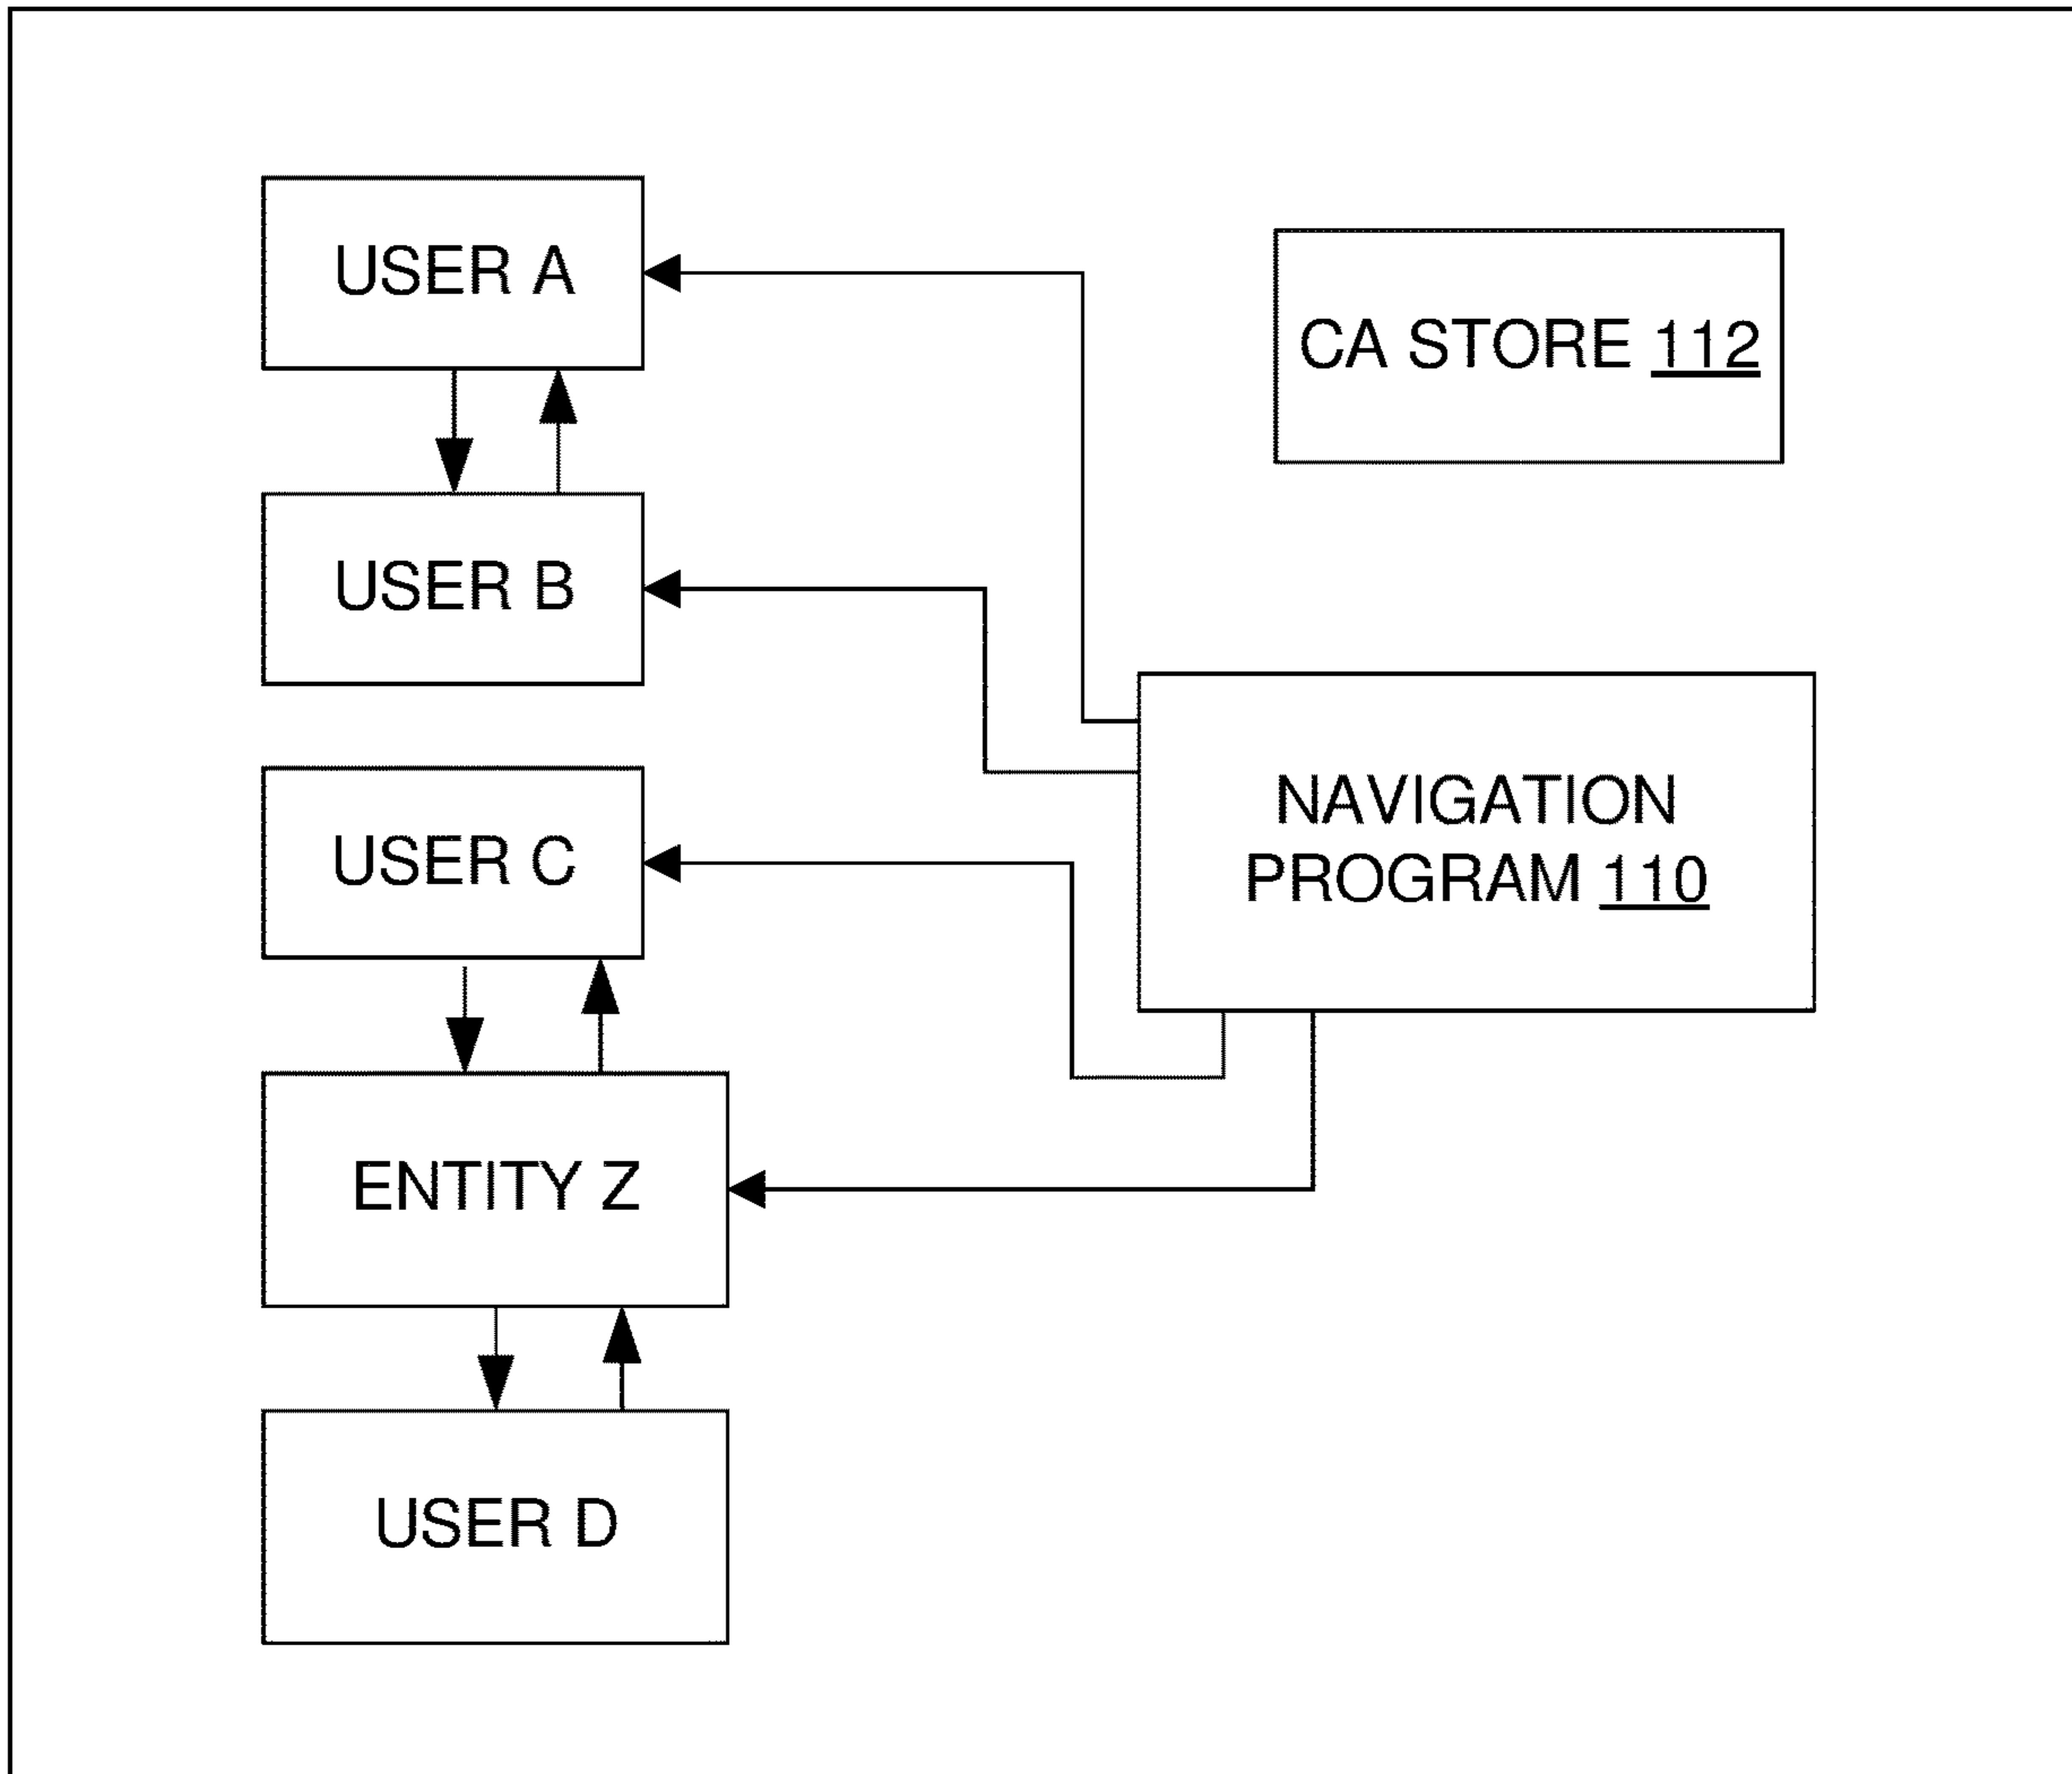 USER A
CA STORE 112
USER B
NAVIGATION
PROGRAM 110
USER C
ENTITY Z
USER D